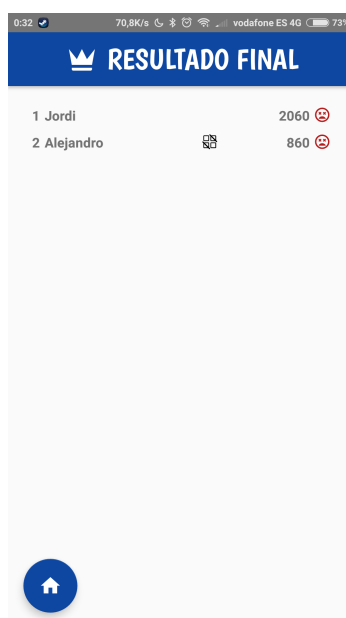 0:32 70,8K/s vodafone ES 4G 73%
RESULTADO FINAL
1 Jordi 2060
2 Alejandro 860